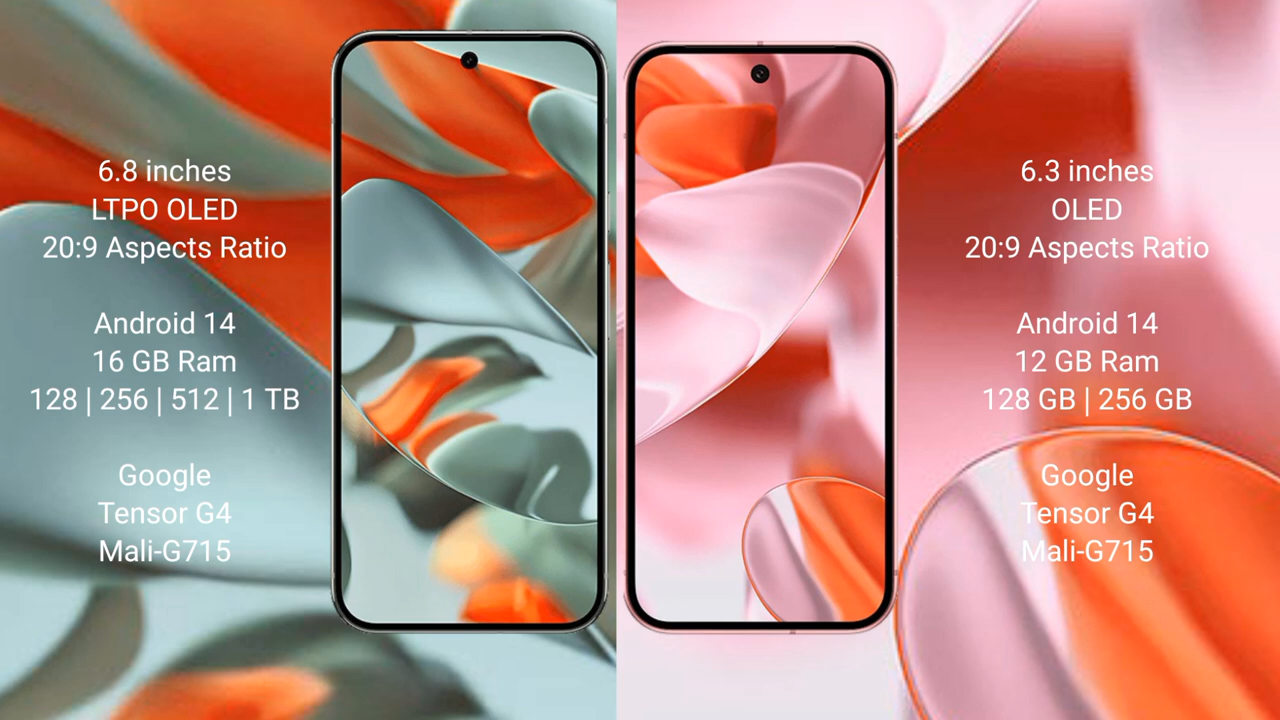 6.8 inches
LTPO OLED
20:9 Aspects Ratio
Android 14
16 GB Ram
128 | 256 | 512 | 1 TB
Google
Tensor G4
Mali-G715
6.3 inches
OLED
20:9 Aspects Ratio
Android 14
12 GB Ram
128 GB | 256 GB
Google
Tensor G4
Mali-G715